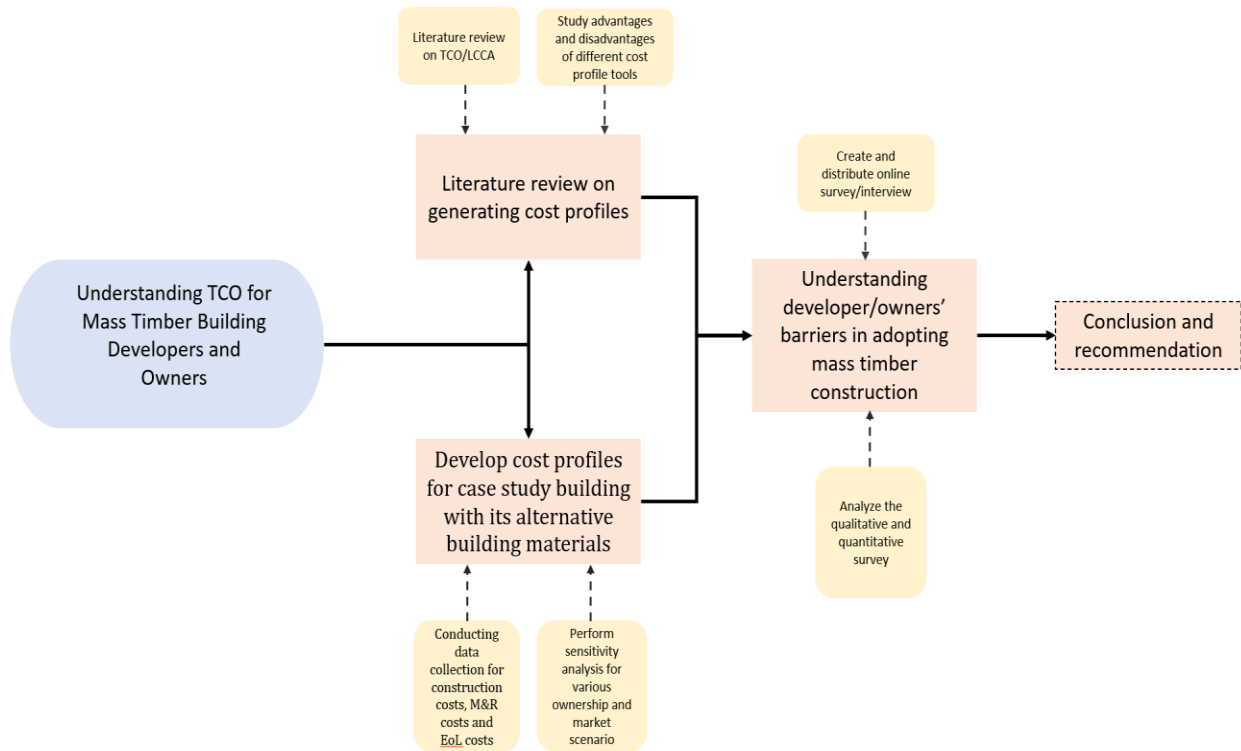 Literature review
on TCO/LCCA
Study advantages
and disadvantages
of different cost
profile tools
Literature review on
generating cost profiles
Create and
distribute online
survey/interview
Understanding TCO for
Mass Timber Building
Developers and
Owners
Understanding
developer/owners’
barriers in adopting
mass timber
construction
Conclusion and
recommendation
Develop cost profiles
for case study building
with its alternative
building materials
Analyze the
qualitative and
quantitative
survey
Conducting
data
collection for
construction
costs, M&R
costs and
EoL costs
Perform
sensitivity
analysis for
various
ownership and
market
scenario